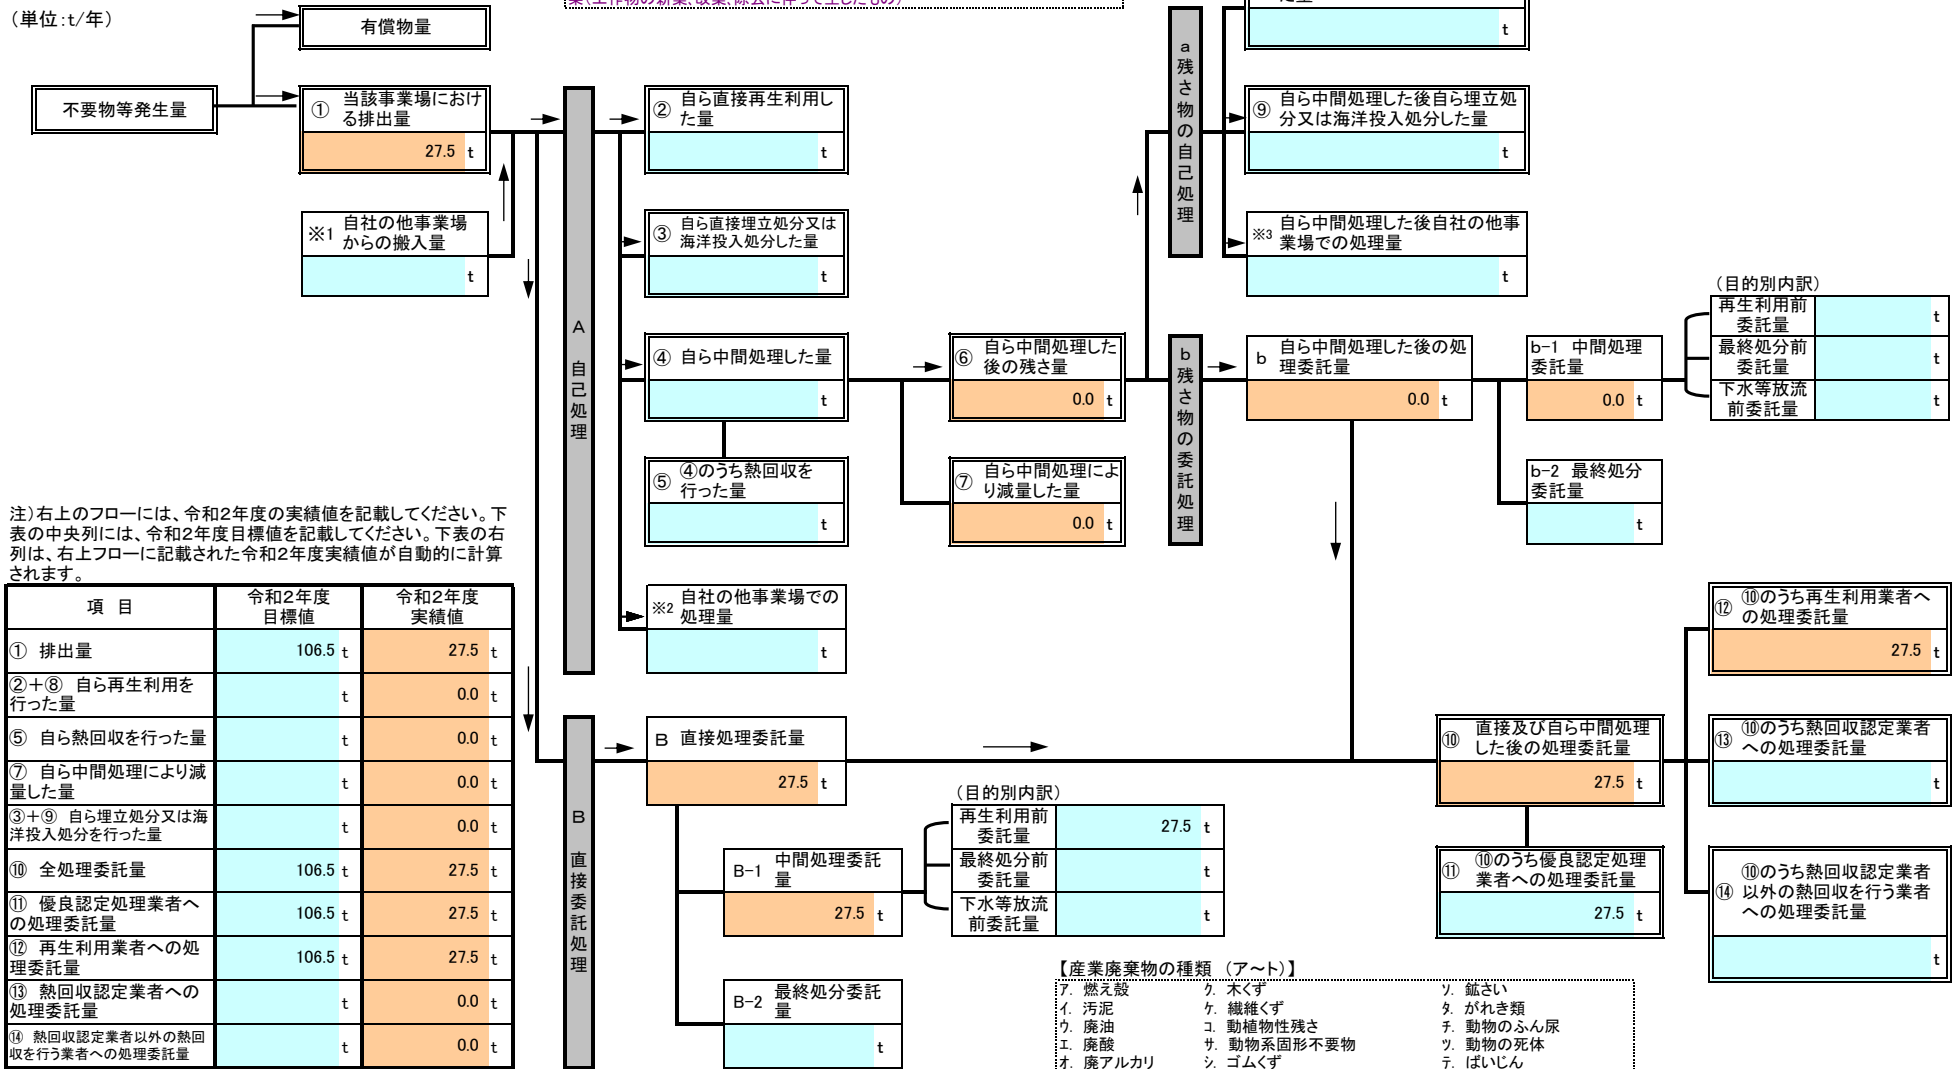 （単位：t/年）
有償物量
不要物等発生量
① 当該事業場におけ
る排出量
27.5 t
※1 自社の他事業場
からの搬入量
t
A 自己処理
② 自ら直接再生利用し
た量
t
③ 自ら直接埋立処分又は
海洋投入処分した量
t
④ 自ら中間処理した量
t
⑤ ④のうち熱回収を
行った量
t
※2 自社の他事業場での
処理量
t
⑥ 自ら中間処理した
後の残さ量
0.0 t
⑦ 自ら中間処理によ
り減量した量
0.0 t
a 残さ物の自己処理
t
⑨ 自ら中間処理した後自ら埋立処
分又は海洋投入処分した量
t
※3 自ら中間処理した後自社の他事
業場での処理量
t
b 残さ物の委託処理
b 自ら中間処理した後の処
理委託量
0.0 t
b-1 中間処理
委託量
0.0 t
b-2 最終処分
委託量
t
（目的別内訳）
再生利用前
委託量
t
最終処分前
委託量
t
下水等放流
前委託量
t
注）右上のフローには、令和２年度の実績値を記載してください。下
表の中央列には、令和２年度目標値を記載してください。下表の右
列は、右上フローに記載された令和２年度実績値が自動的に計算
されます。
項 目 令和２年度
目標値 令和２年度
実績値
① 排出量 106.5 t 27.5 t
②＋⑧ 自ら再生利用を
行った量 t 0.0 t
⑤ 自ら熱回収を行った量 t 0.0 t
⑦ 自ら中間処理により減
量した量 t 0.0 t
③＋⑨ 自ら埋立処分又は海
洋投入処分を行った量 t 0.0 t
⑩ 全処理委託量 106.5 t 27.5 t
⑪ 優良認定処理業者へ
の処理委託量 106.5 t 27.5 t
⑫ 再生利用業者への処
理委託量 106.5 t 27.5 t
⑬ 熱回収認定業者への
処理委託量 t 0.0 t
⑭ 熱回収認定業者以外の熱回
収を行う業者への処理委託量 t 0.0 t
B 直接委託処理
B 直接処理委託量
27.5 t
B-1 中間処理委託
量
27.5 t
B-2 最終処分委託
量
t
（目的別内訳）
再生利用前
委託量
27.5 t
最終処分前
委託量
t
下水等放流
前委託量
t
⑩ 直接及び自ら中間処理
した後の処理委託量
27.5 t
⑪ ⑩のうち優良認定処理
業者への処理委託量
27.5 t
⑫ ⑩のうち再生利用業者へ
の処理委託量
27.5 t
⑬ ⑩のうち熱回収認定業者
への処理委託量
t
⑭ ⑩のうち熱回収認定業者
以外の熱回収を行う業者
への処理委託量
t
【産業廃棄物の種類 （ア～ト）】
ア. 燃え殻 ク. 木くず ソ. 鉱さい
イ. 汚泥 ケ. 繊維くず タ. がれき類
ウ. 廃油 コ. 動植物性残さ チ. 動物のふん尿
エ. 廃酸 サ. 動物系固形不要物 ツ. 動物の死体
オ. 廃アルカリ シ. ゴムくず テ. ばいじん